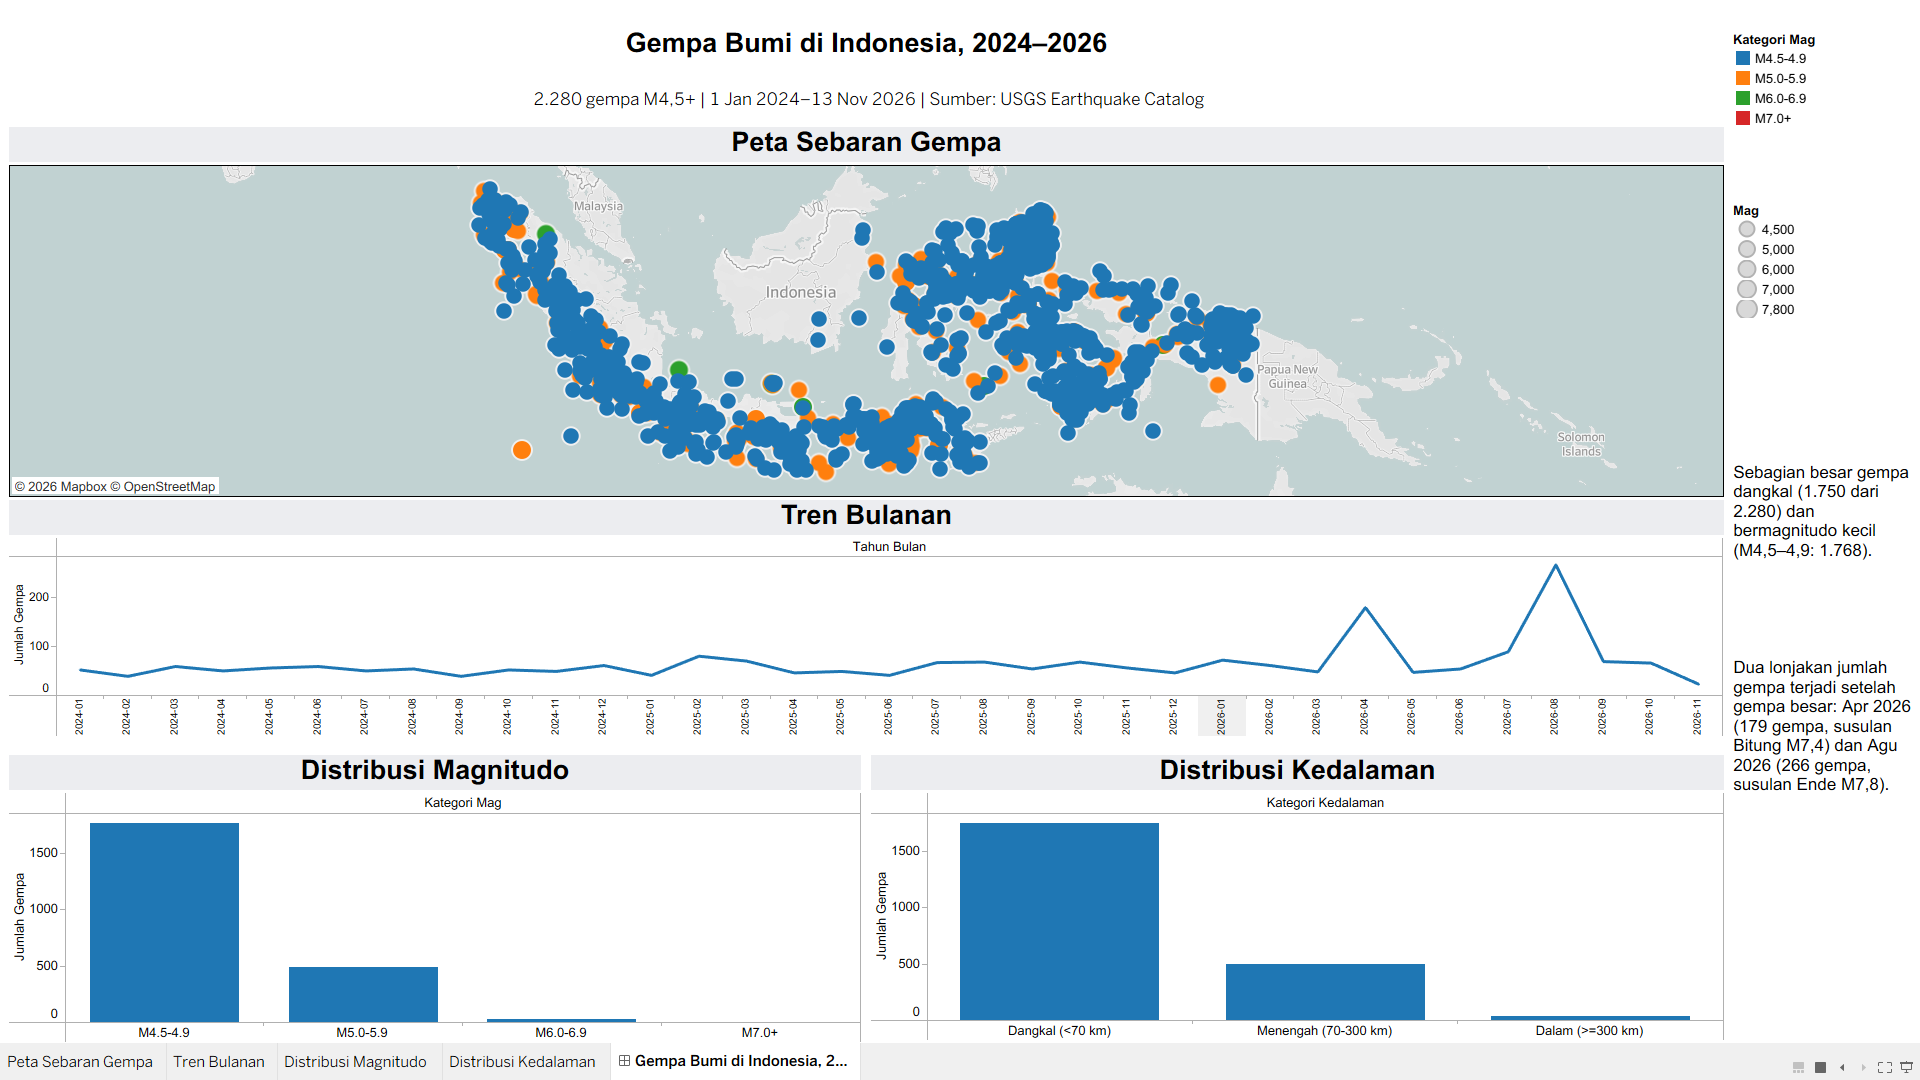 Gempa Bumi di Indonesia, 2024–2026
2.280 gempa M4,5+ | 1 Jan 2024–13 Nov 2026 | Sumber: USGS Earthquake Catalog
Kategori Mag
M4.5-4.9
M5.0-5.9
M6.0-6.9
M7.0+
Peta Sebaran Gempa
Malaysia
Indonesia
Papua New
Guinea
Solomon
Islands
© 2026 Mapbox © OpenStreetMap
Mag
4,500
5,000
6,000
7,000
7,800
Sebagian besar gempa
dangkal (1.750 dari
2.280) dan
bermagnitudo kecil
(M4,5–4,9: 1.768).
Tren Bulanan
Tahun Bulan
Jumlah Gempa
200
100
0
2024-01
2024-02
2024-03
2024-04
2024-05
2024-06
2024-07
2024-08
2024-09
2024-10
2024-11
2024-12
2025-01
2025-02
2025-03
2025-04
2025-05
2025-06
2025-07
2025-08
2025-09
2025-10
2025-11
2025-12
2026-01
2026-02
2026-03
2026-04
2026-05
2026-06
2026-07
2026-08
2026-09
2026-10
2026-11
Dua lonjakan jumlah
gempa terjadi setelah
gempa besar: Apr 2026
(179 gempa, susulan
Bitung M7,4) dan Agu
2026 (266 gempa,
susulan Ende M7,8).
Distribusi Magnitudo
Kategori Mag
Jumlah Gempa
1500
1000
500
0
M4.5-4.9
M5.0-5.9
M6.0-6.9
M7.0+
Distribusi Kedalaman
Kategori Kedalaman
Jumlah Gempa
1500
1000
500
0
Dangkal (<70 km)
Menengah (70-300 km)
Dalam (>=300 km)
Peta Sebaran Gempa
Tren Bulanan
Distribusi Magnitudo
Distribusi Kedalaman
Gempa Bumi di Indonesia, 2...